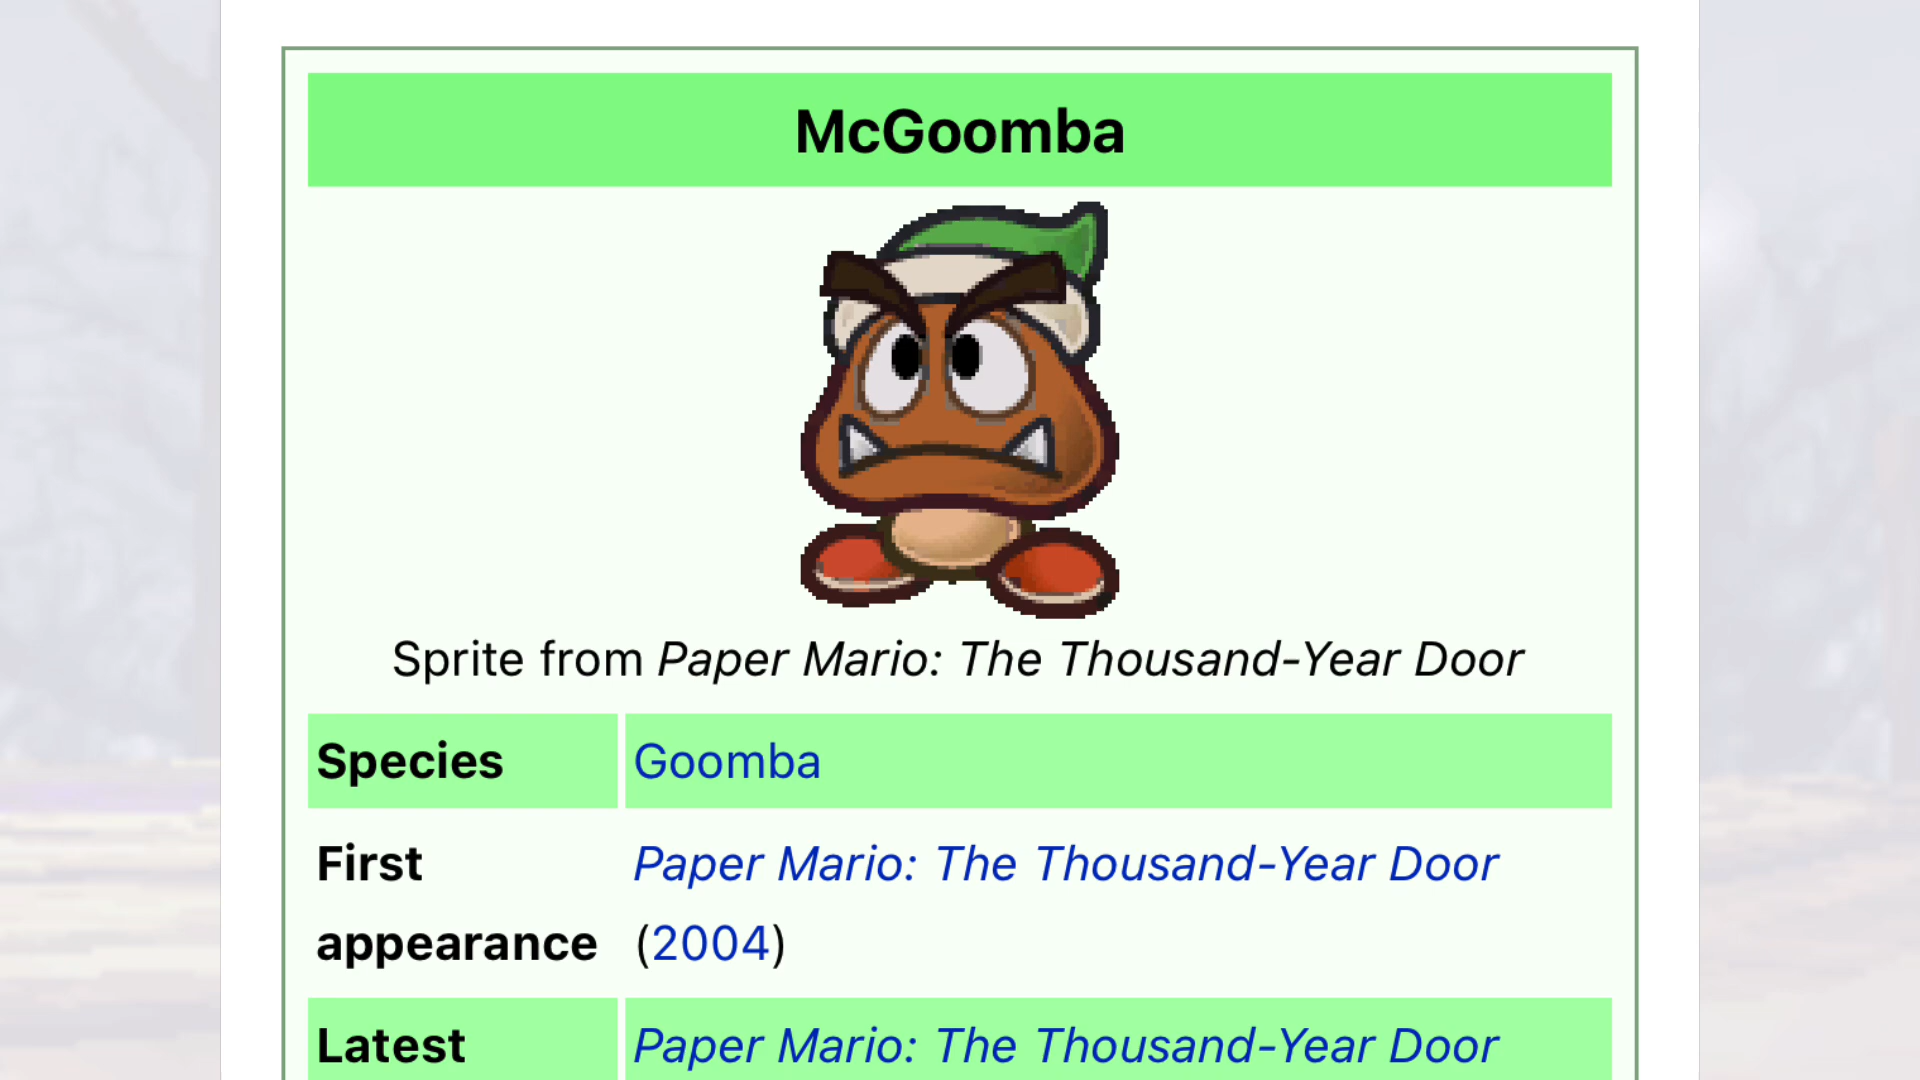 McGoomba
Sprite from Paper Mario: The Thousand-Year Door
Species
Goomba
First appearance
Paper Mario: The Thousand-Year Door
(2004)
Latest
Paper Mario: The Thousand-Year Door